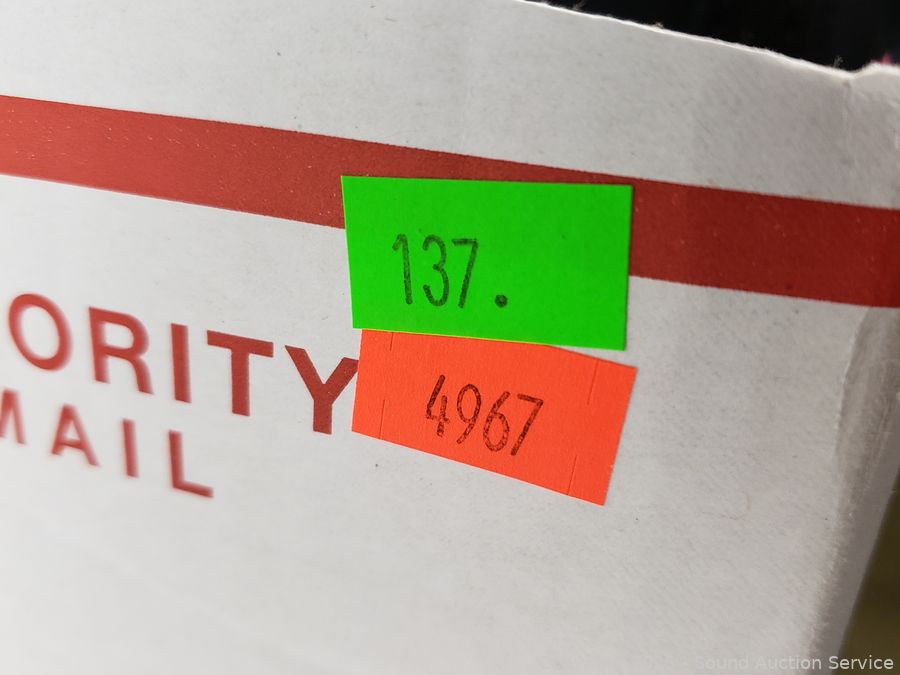 137.
ORITY
4967
MAIL
- Sound Auction Service